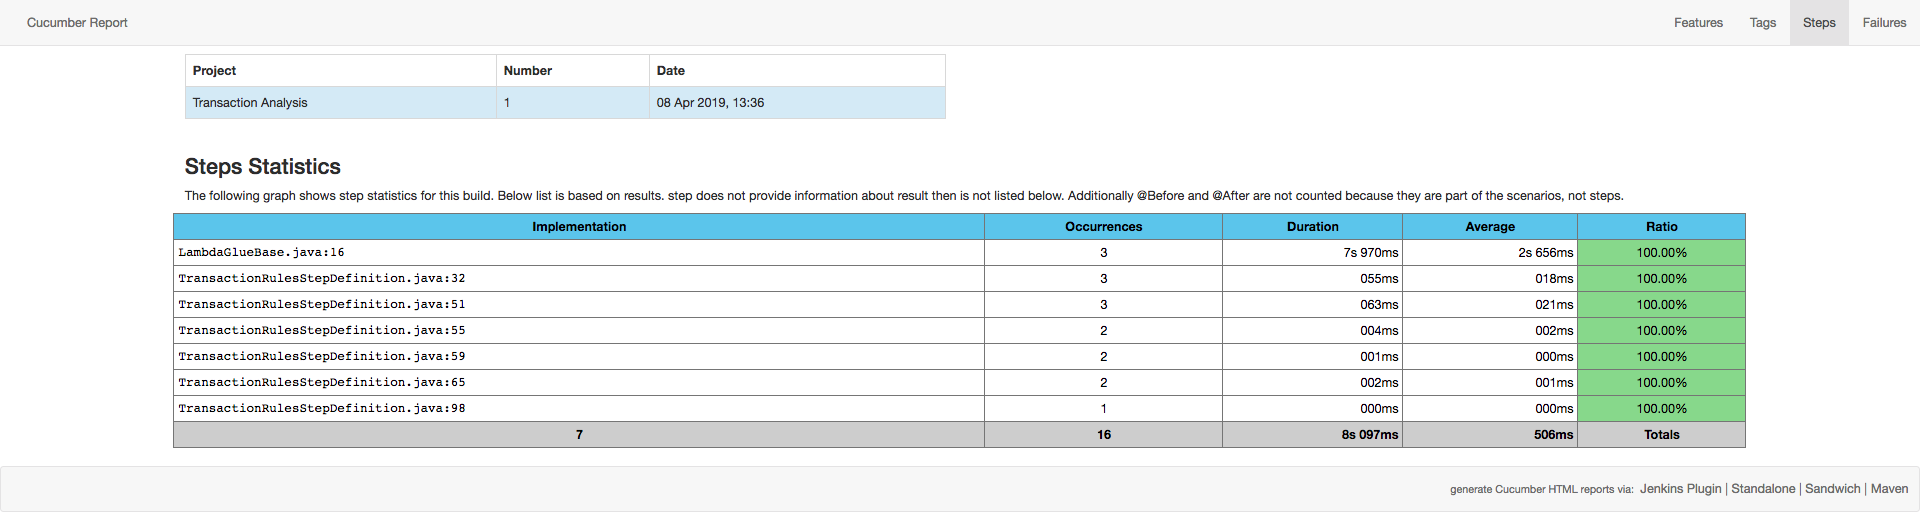 Cucumber Report Features Tags Steps Failures
Project Number Date
Transaction Analysis 1 08 Apr 2019, 13:36
Steps Statistics
The following graph shows step statistics for this build. Below list is based on results. step does not provide information about result then is not listed below. Additionally @Before and @After are not counted because they are part of the scenarios, not steps.
Implementation Occurrences Duration Average Ratio
LambdaGlueBase.java:16 3 7s 970ms 2s 656ms 100.00%
TransactionRulesStepDefinition.java:32 3 055ms 018ms 100.00%
TransactionRulesStepDefinition.java:51 3 063ms 021ms 100.00%
TransactionRulesStepDefinition.java:55 2 004ms 002ms 100.00%
TransactionRulesStepDefinition.java:59 2 001ms 000ms 100.00%
TransactionRulesStepDefinition.java:65 2 002ms 001ms 100.00%
TransactionRulesStepDefinition.java:98 1 000ms 000ms 100.00%
7 16 8s 097ms 506ms Totals
generate Cucumber HTML reports via: Jenkins Plugin | Standalone | Sandwich | Maven